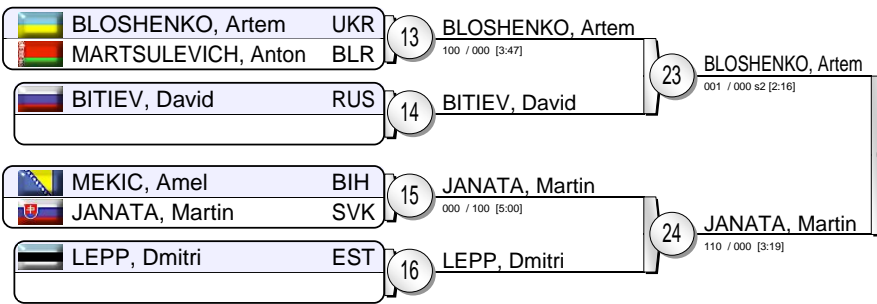 BLOSHENKO, Artem UKR
MARTSULEVICH, Anton BLR
13
BLOSHENKO, Artem
100 / 000 [3:47]
BITIEV, David RUS
14
BITIEV, David
23
BLOSHENKO, Artem
001 / 000 s2 [2:16]
MEKIC, Amel BIH
JANATA, Martin SVK
15
JANATA, Martin
000 / 100 [5:00]
LEPP, Dmitri EST
16
LEPP, Dmitri
24
JANATA, Martin
110 / 000 [3:19]